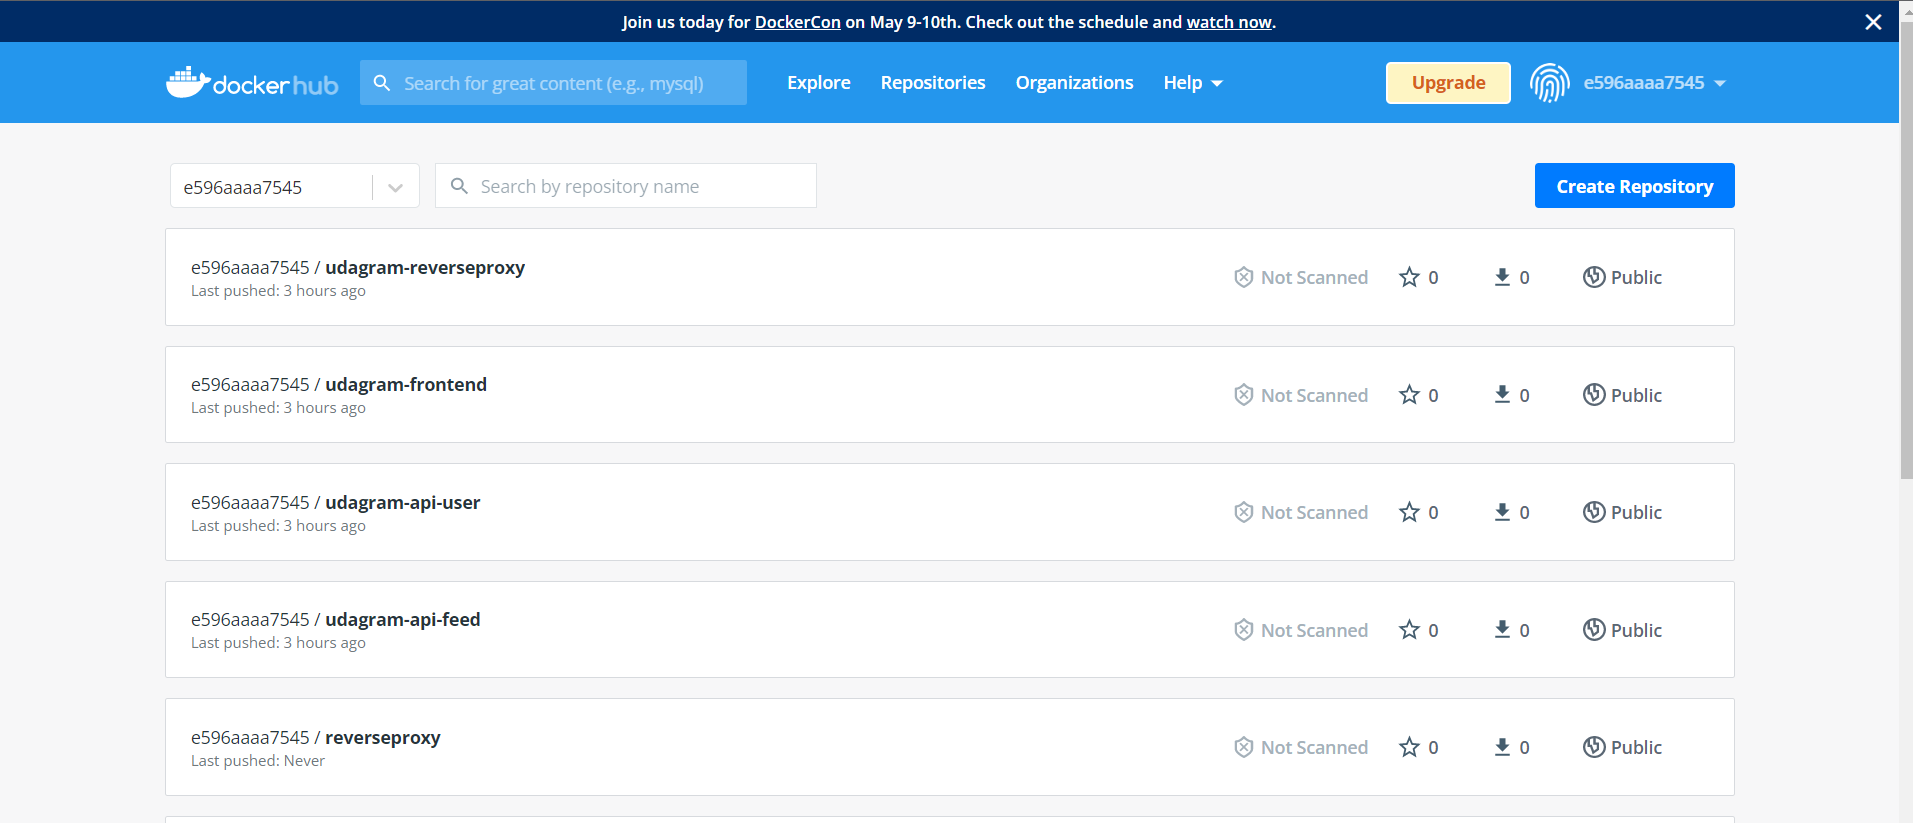 Join us today for DockerCon on May 9-10th. Check out the schedule and watch now.
docker hub
Search for great content (e.g., mysql)
Explore
Repositories
Organizations
Help
Upgrade
e596aaaa7545
e596aaaa7545
Search by repository name
Create Repository
e596aaaa7545 / udagram-reverseproxy
Last pushed: 3 hours ago
Not Scanned
0
0
Public
e596aaaa7545 / udagram-frontend
Last pushed: 3 hours ago
Not Scanned
0
0
Public
e596aaaa7545 / udagram-api-user
Last pushed: 3 hours ago
Not Scanned
0
0
Public
e596aaaa7545 / udagram-api-feed
Last pushed: 3 hours ago
Not Scanned
0
0
Public
e596aaaa7545 / reverseproxy
Last pushed: Never
Not Scanned
0
0
Public